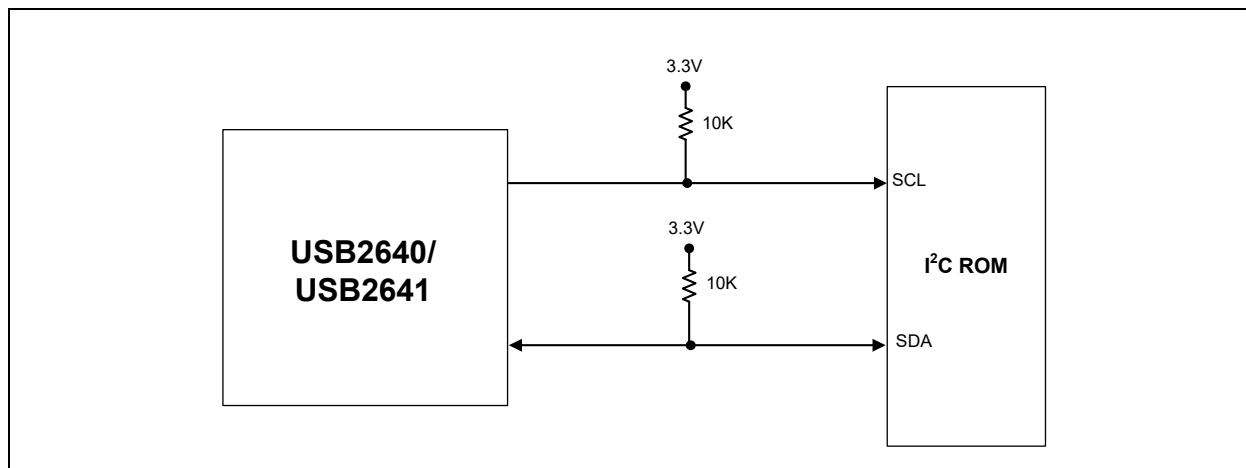 3.3V
10K
SCL
3.3V
USB2640/
USB2641
10K
I²C ROM
SDA